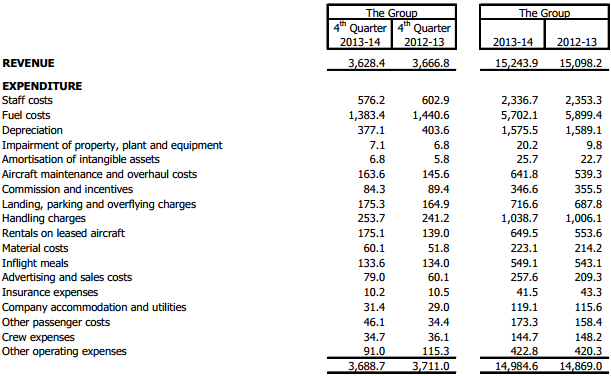 The Group The Group
4th Quarter 4th Quarter
2013-14 2012-13 2013-14 2012-13
REVENUE 3,628.4 3,666.8 15,243.9 15,098.2
EXPENDITURE
Staff costs 576.2 602.9 2,336.7 2,353.3
Fuel costs 1,383.4 1,440.6 5,702.1 5,899.4
Depreciation 377.1 403.6 1,575.5 1,589.1
Impairment of property, plant and equipment 7.1 6.8 20.2 9.8
Amortisation of intangible assets 6.8 5.8 25.7 22.7
Aircraft maintenance and overhaul costs 163.6 145.6 641.8 539.3
Commission and incentives 84.3 89.4 346.6 355.5
Landing, parking and overflying charges 175.3 164.9 716.6 687.8
Handling charges 253.7 241.2 1,038.7 1,006.1
Rentals on leased aircraft 175.1 139.0 649.5 553.6
Material costs 60.1 51.8 223.1 214.2
Inflight meals 133.6 134.0 549.1 543.1
Advertising and sales costs 79.0 60.1 257.6 209.3
Insurance expenses 10.2 10.5 41.5 43.3
Company accommodation and utilities 31.4 29.0 119.1 115.6
Other passenger costs 46.1 34.4 173.3 158.4
Crew expenses 34.7 36.1 144.7 148.2
Other operating expenses 91.0 115.3 422.8 420.3
3,688.7 3,711.0 14,984.6 14,869.0